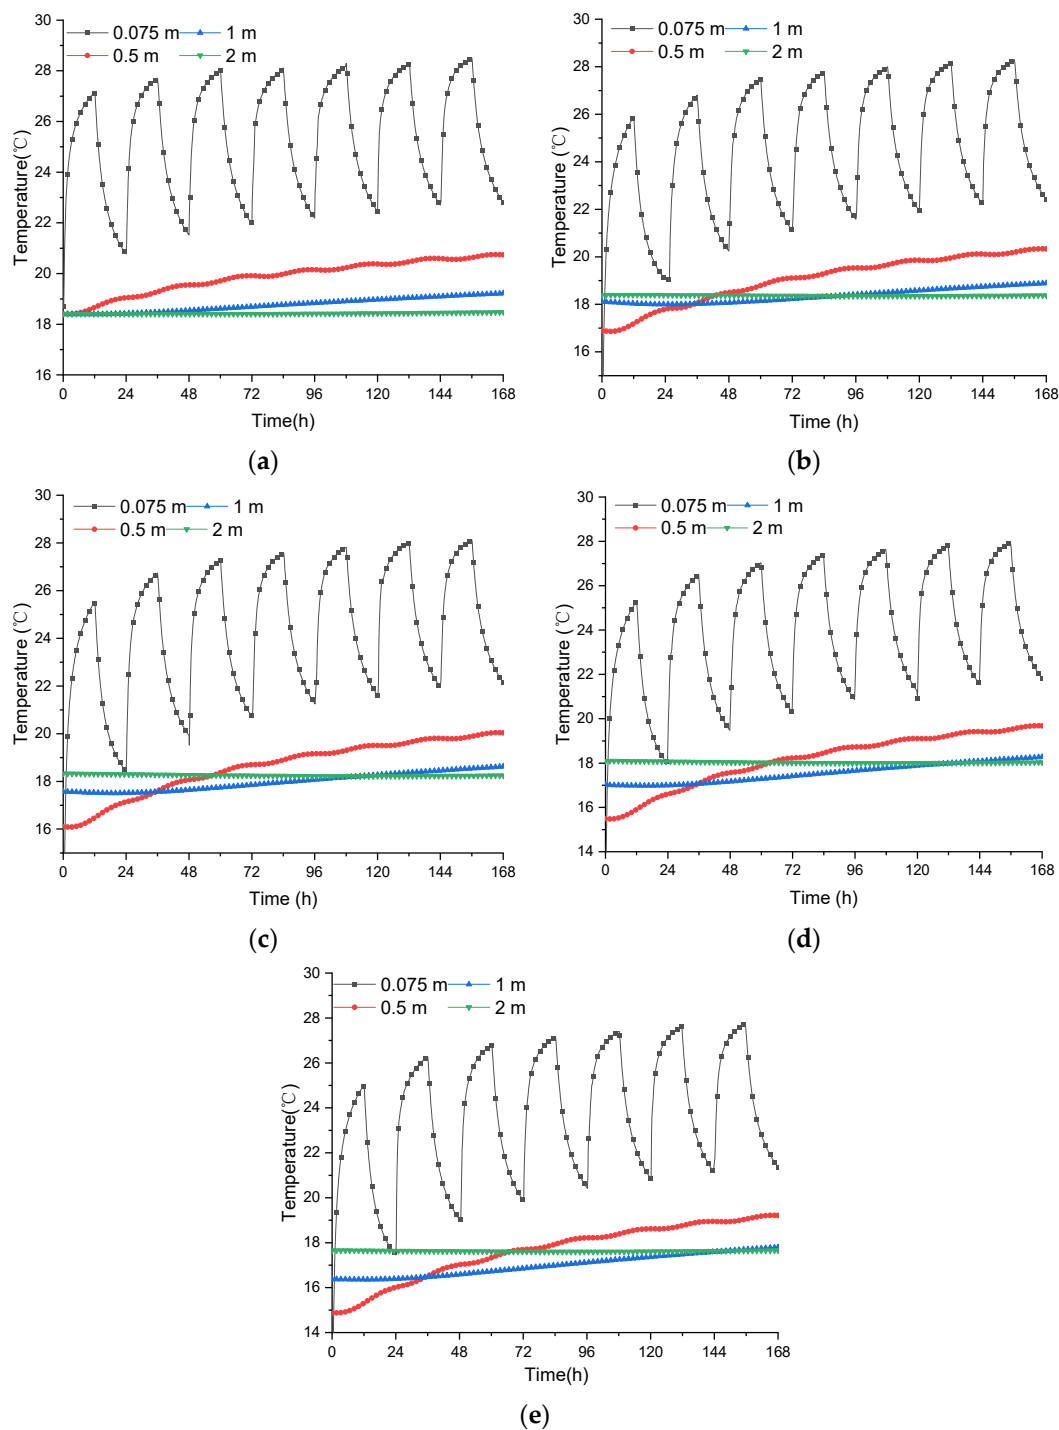 0.075 m 1 m
0.5 m 2 m
30
28
26
24
22
20
18
16
Temperature(℃)
0 24 48 72 96 120 144 168
Time(h)
(a)
0.075 m 1 m
0.5 m 2 m
30
28
26
24
22
20
18
16
Temperature (℃)
0 24 48 72 96 120 144 168
Time (h)
(b)
0.075 m 1 m
0.5 m 2 m
30
28
26
24
22
20
18
16
Temperature (℃)
0 24 48 72 96 120 144 168
Time (h)
(c)
0.075 m 1 m
0.5 m 2 m
30
28
26
24
22
20
18
16
14
Temperature (℃)
0 24 48 72 96 120 144 168
Time (h)
(d)
0.075 m 1 m
0.5 m 2 m
30
28
26
24
22
20
18
16
14
Temperature(℃)
0 24 48 72 96 120 144 168
Time(h)
(e)